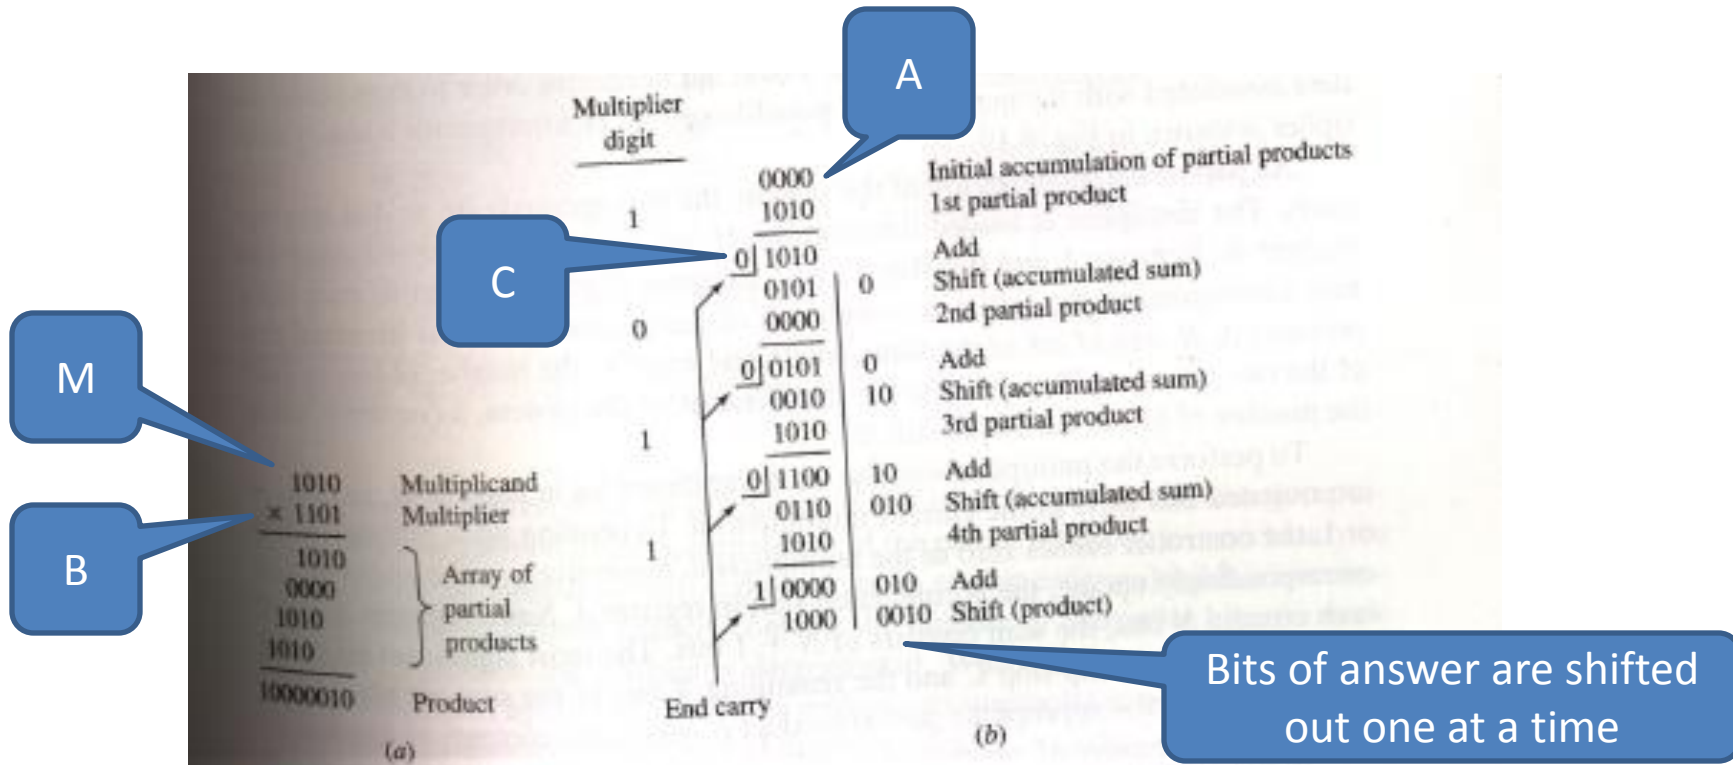 A
Multiplier
digit
0000 Initial accumulation of partial products
1 1010 1st partial product
C
0 1010 Add
0101 0 Shift (accumulated sum)
0 0000 2nd partial product
M
0 0101 0 Add
0010 10 Shift (accumulated sum)
1 1010 3rd partial product
0 1100 10 Add
0110 010 Shift (accumulated sum)
1 1010 4th partial product
1 0000 010 Add
1000 0010 Shift (product)
End carry
(b)
B
1010 Multiplicand
× 1101 Multiplier
1010
0000
1010
1010
Array of
partial
products
10000010 Product
(a)
Bits of answer are shifted
out one at a time
To perform the